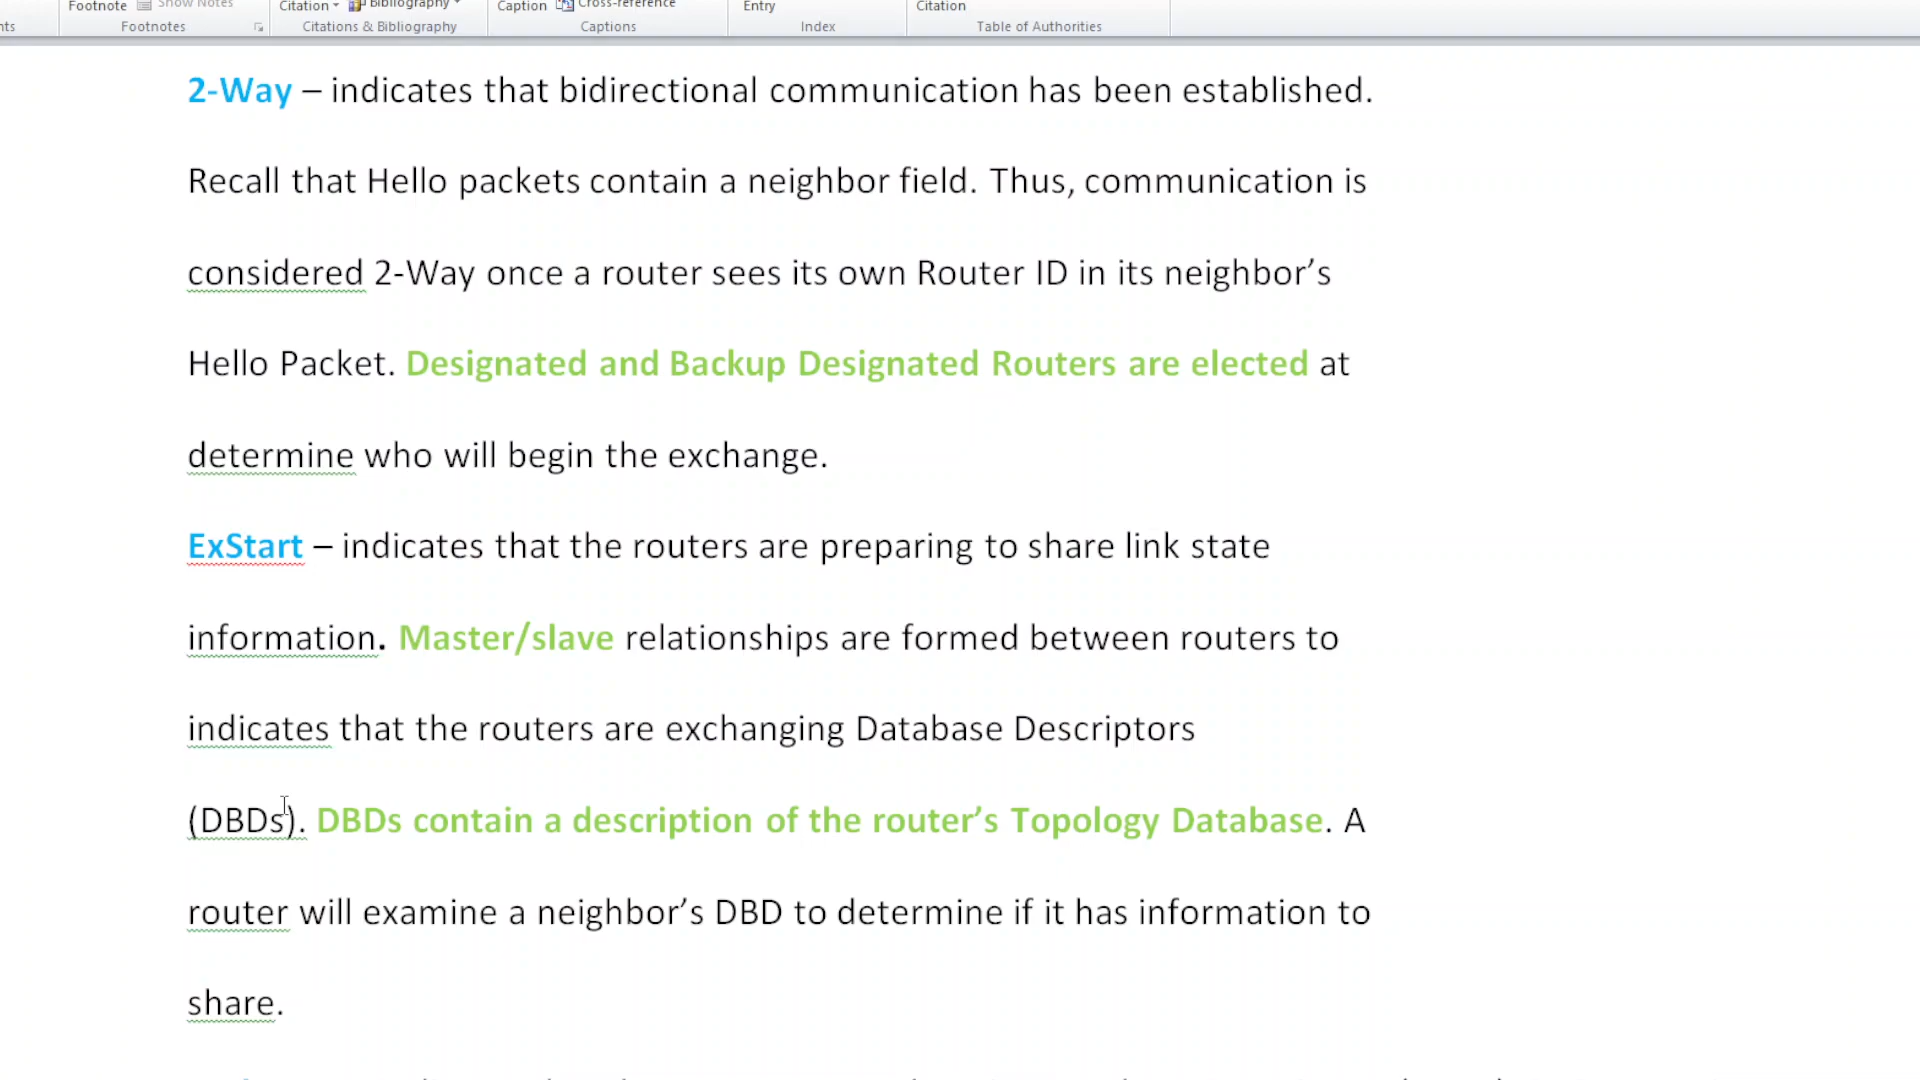 Footnote Show Notes Citation Bibliography Caption Cross-reference Entry Citation
Footnotes Citations & Bibliography Captions Index Table of Authorities
2-Way – indicates that bidirectional communication has been established.
Recall that Hello packets contain a neighbor field. Thus, communication is
considered 2-Way once a router sees its own Router ID in its neighbor’s
Hello Packet. Designated and Backup Designated Routers are elected at
determine who will begin the exchange.
ExStart – indicates that the routers are preparing to share link state
information. Master/slave relationships are formed between routers to
indicates that the routers are exchanging Database Descriptors
(DBDs). DBDs contain a description of the router’s Topology Database. A
router will examine a neighbor’s DBD to determine if it has information to
share.